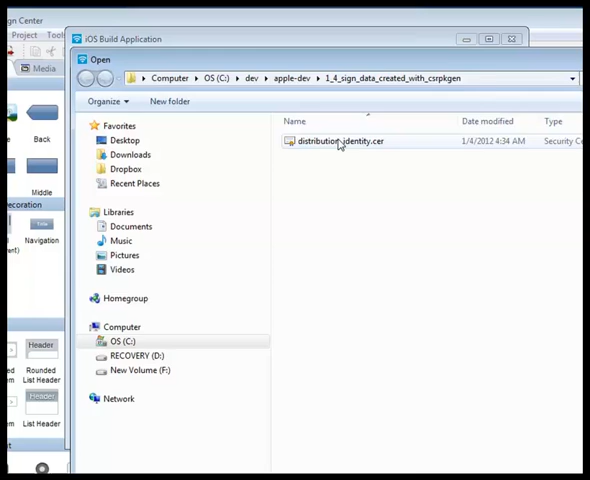 ign Center
iOS Build Application
Project Tool
Open
Media
Computer OS (C:) dev apple-dev 1_4_sign_data_created_with_csrpkgen
Organize New folder
Back
Middle
ecoration
Navigation
Header
Rounded List Header
Header
List Header
Favorites
Desktop
Downloads
Dropbox
Recent Places
Libraries
Documents
Music
Pictures
Videos
Homegroup
Computer
OS (C:)
RECOVERY (D:)
New Volume (F:)
Network
Name Date modified Type
distribution_identity.cer 1/4/2012 4:34 AM Security Ce